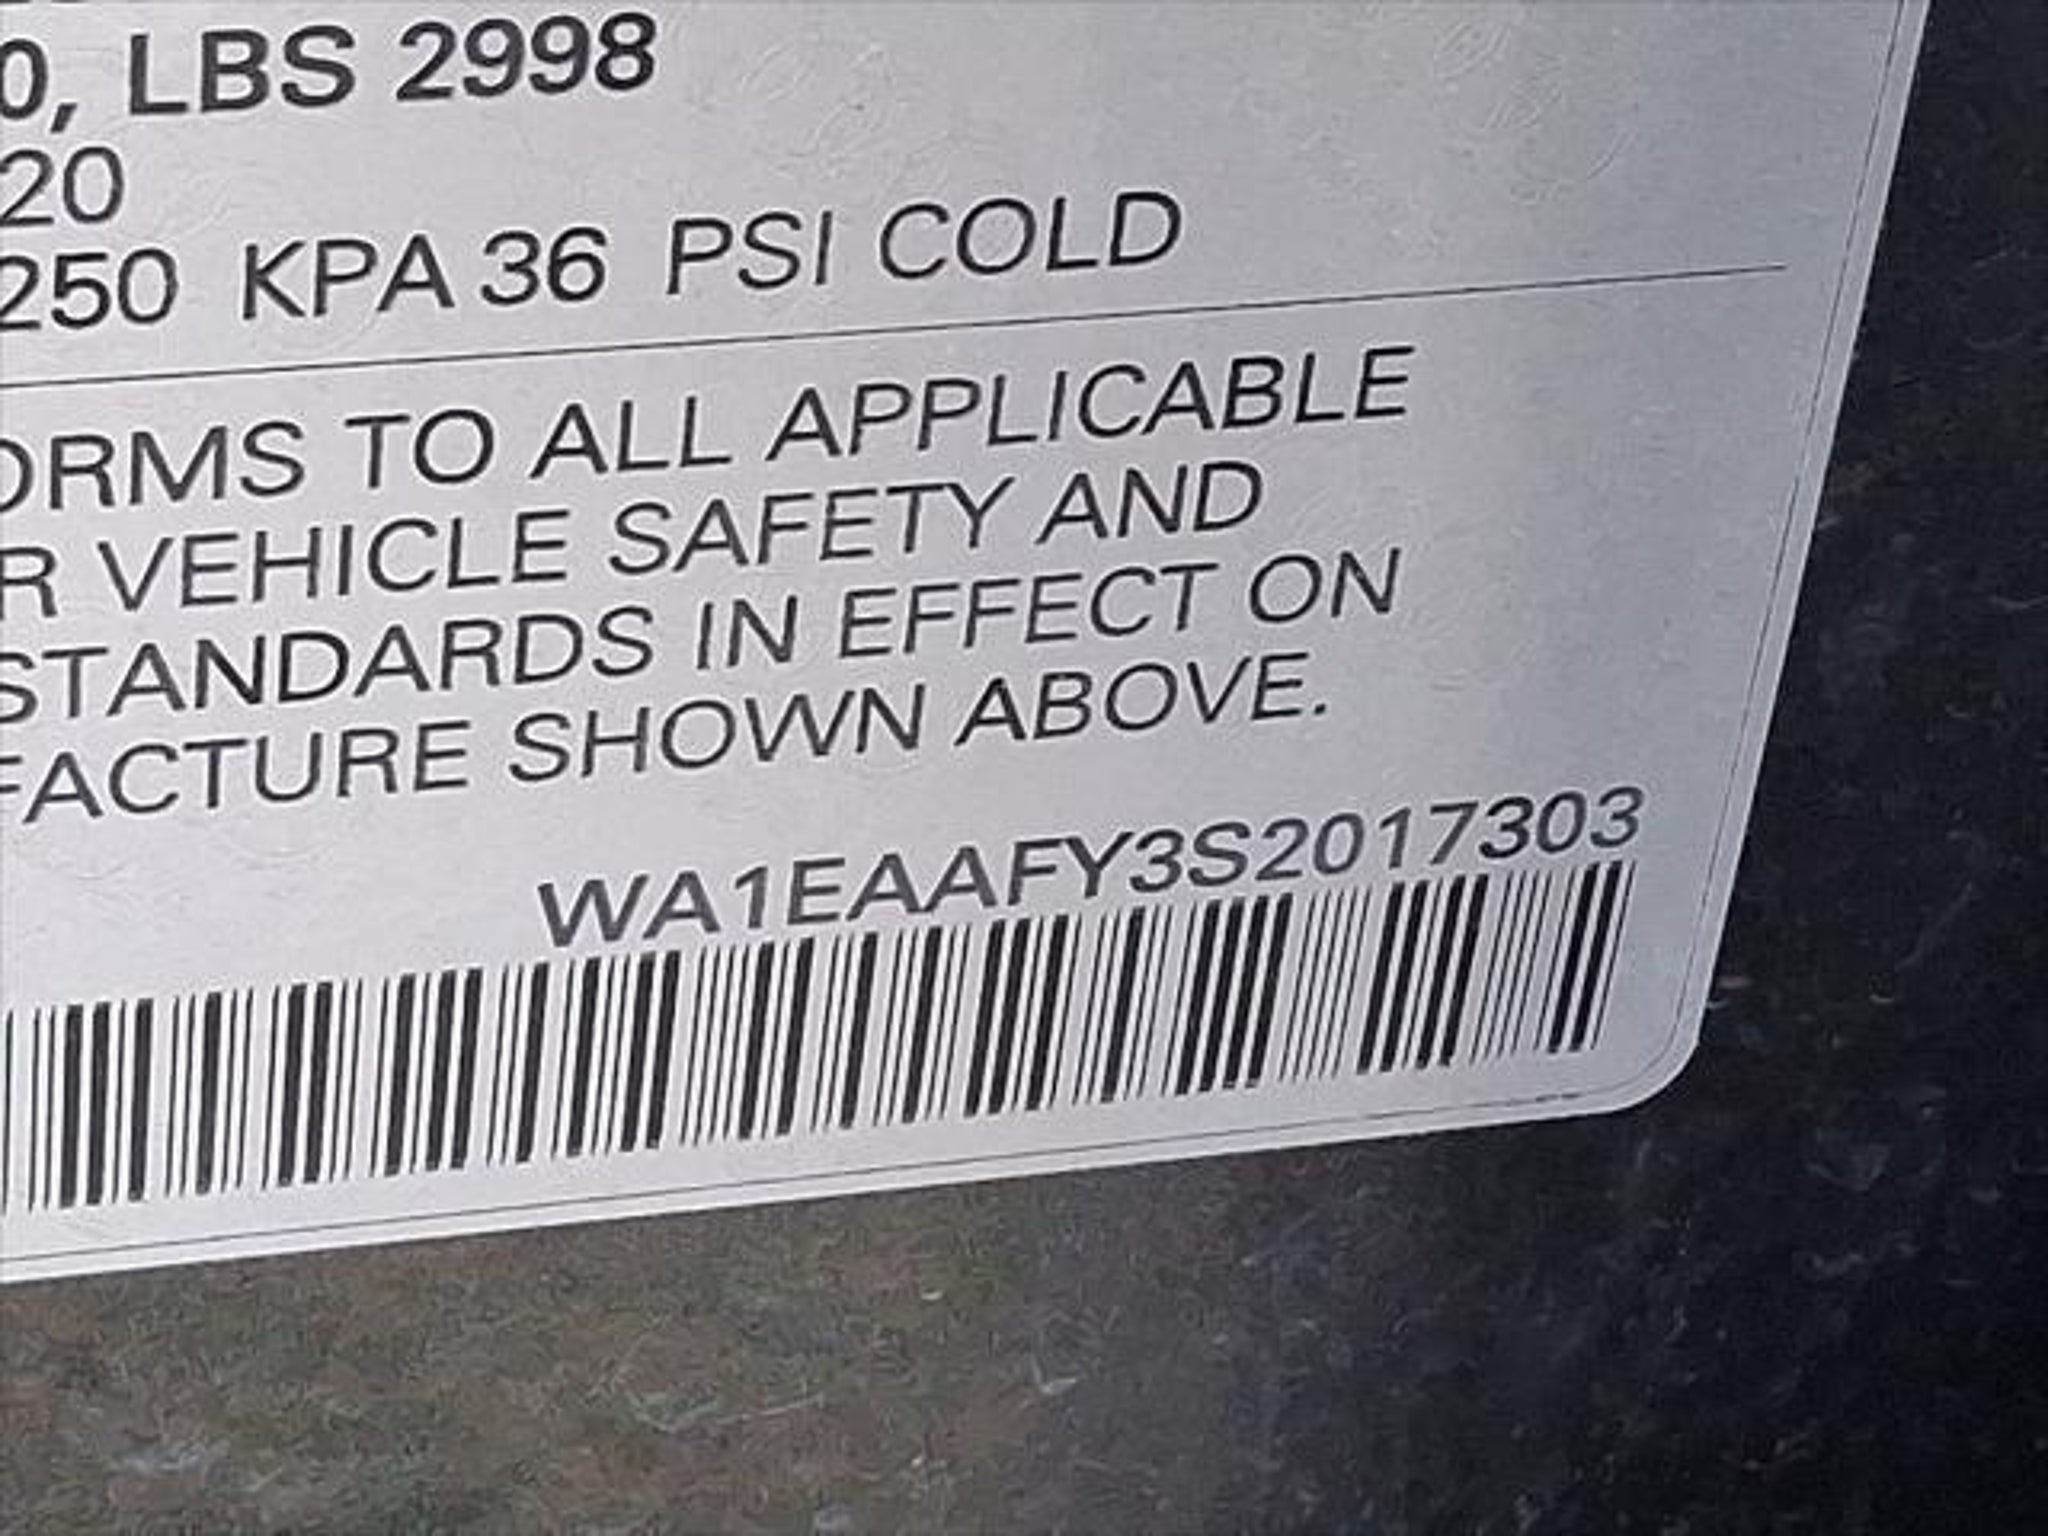 0, LBS 2998
20
250 KPA 36 PSI COLD
ORMS TO ALL APPLICABLE
R VEHICLE SAFETY AND
STANDARDS IN EFFECT ON
FACTURE SHOWN ABOVE.
WA1EAAFY3S2017303